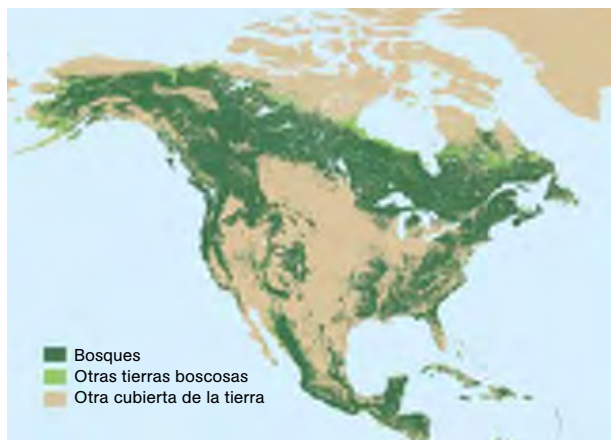 Bosques
Otras tierras boscosas
Otra cubierta de la tierra